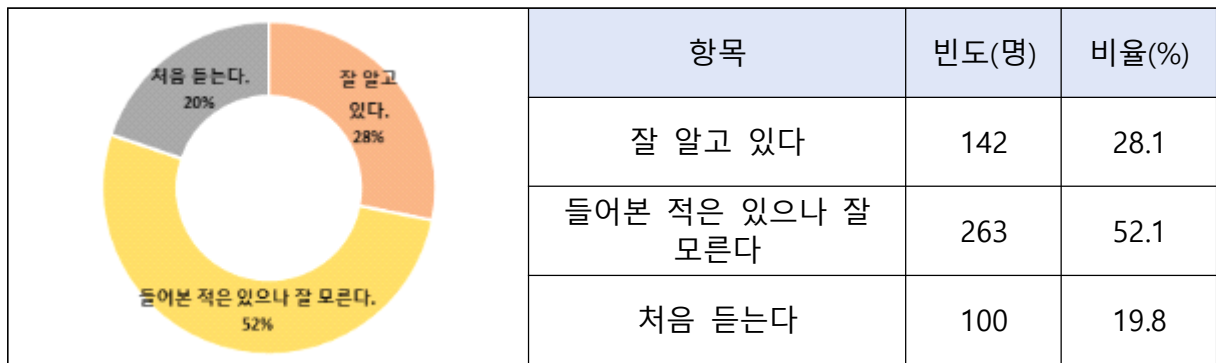 처음 듣는다.
20%
잘 알고
있다.
28%
들어본 적은 있으나 잘 모른다.
52%
항목 빈도(명) 비율(%)
잘 알고 있다 142 28.1
들어본 적은 있으나 잘
모른다 263 52.1
처음 듣는다 100 19.8